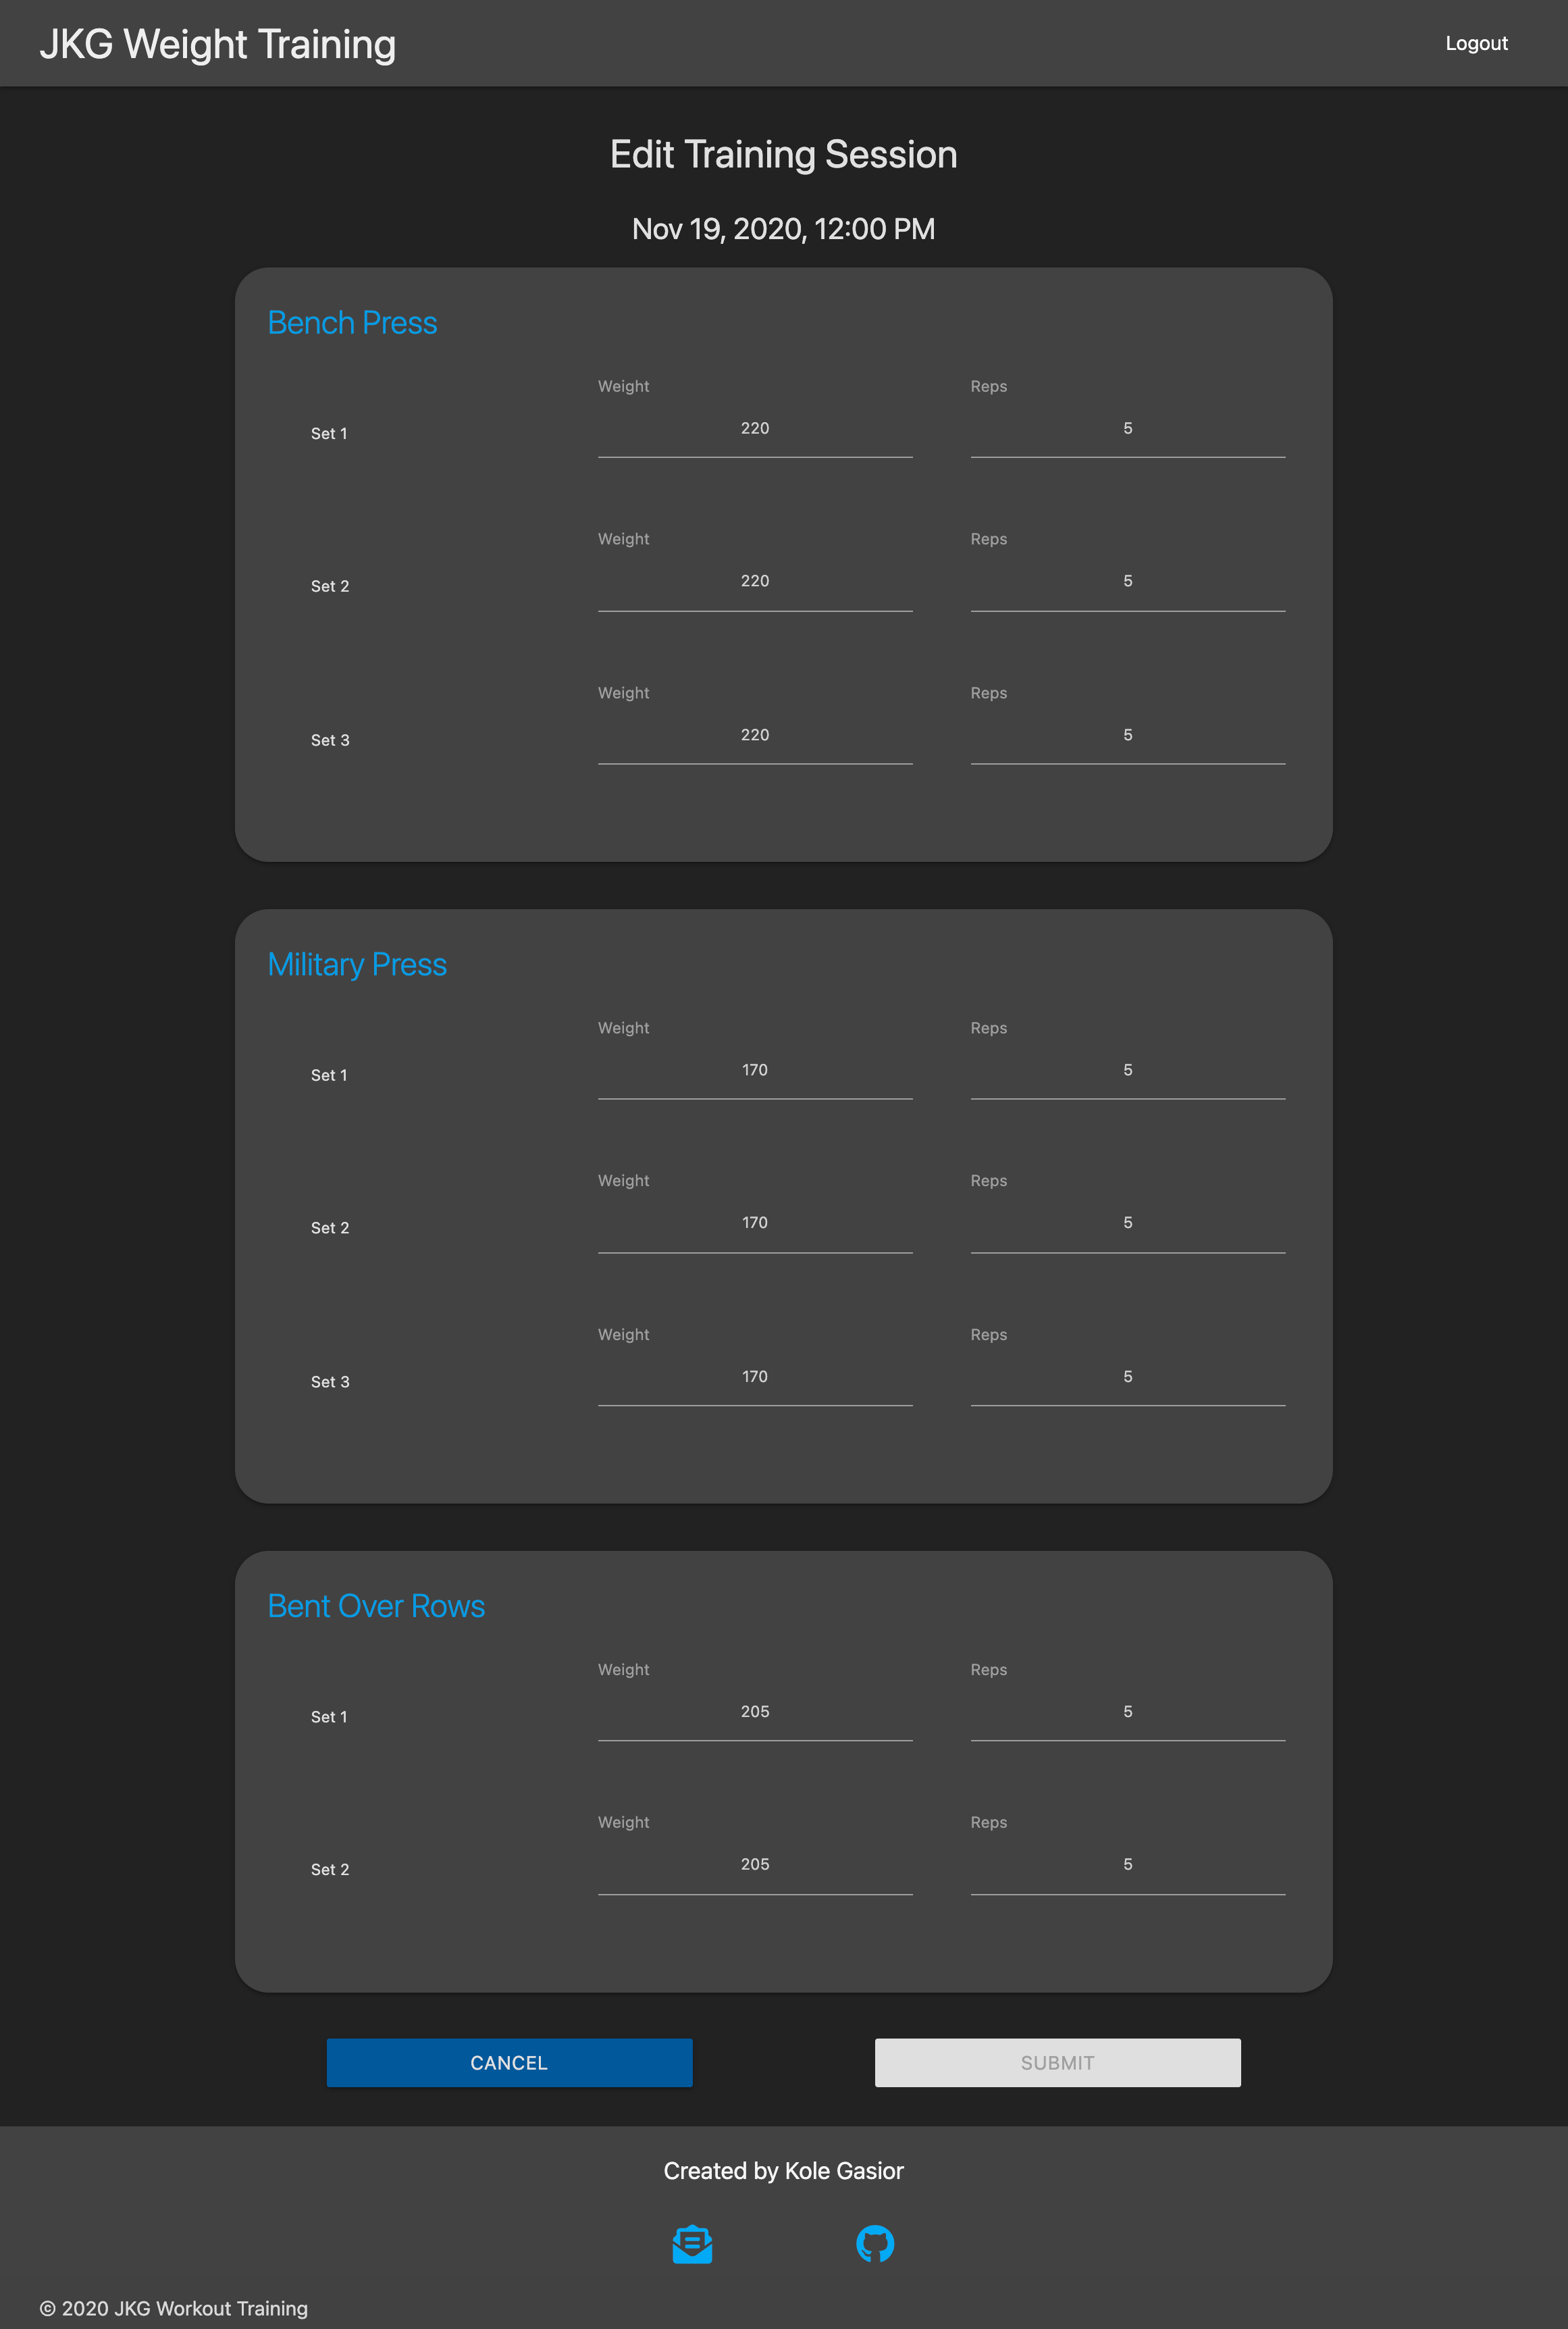 JKG Weight Training
Logout
Edit Training Session
Nov 19, 2020, 12:00 PM
Bench Press
Weight
Reps
Set 1
220
5
Weight
Reps
Set 2
220
5
Weight
Reps
Set 3
220
5
Military Press
Weight
Reps
Set 1
170
5
Weight
Reps
Set 2
170
5
Weight
Reps
Set 3
170
5
Bent Over Rows
Weight
Reps
Set 1
205
5
Weight
Reps
Set 2
205
5
CANCEL
SUBMIT
Created by Kole Gasior
© 2020 JKG Workout Training